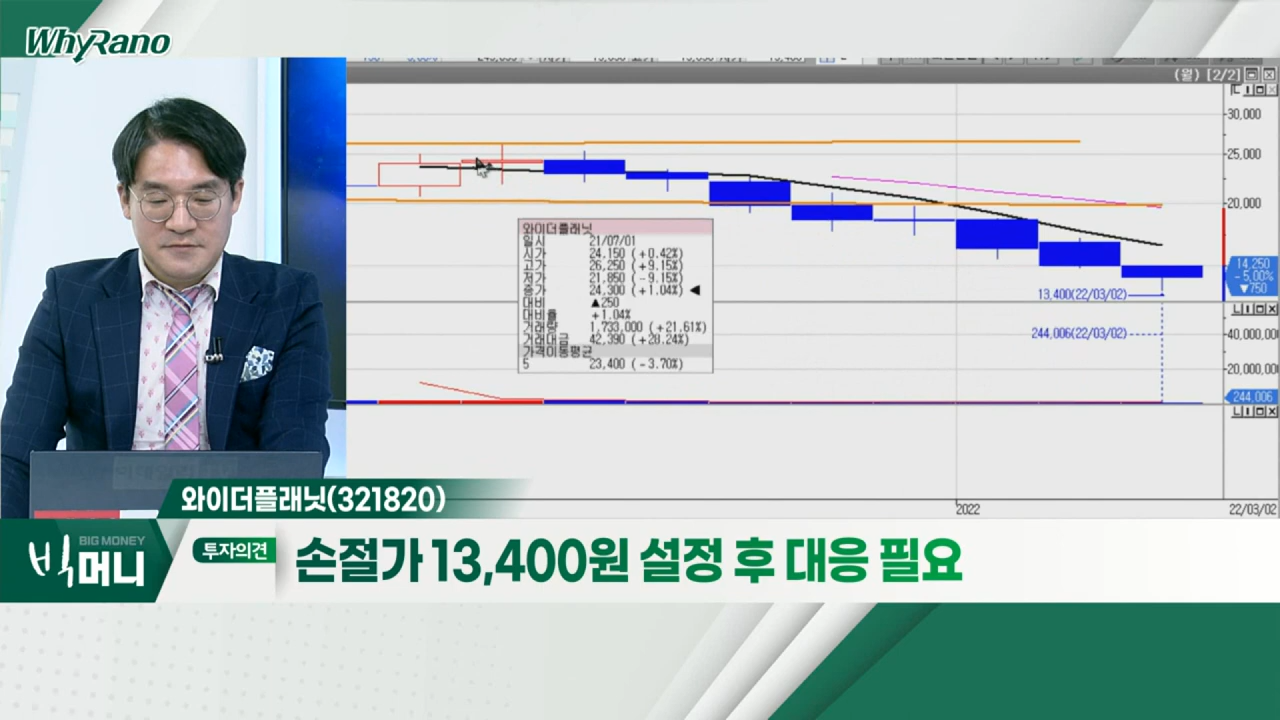 WhyRano
(월) [2/2]
30,000
25,000
20,000
와이더플래닛
일시 21/07/01
시가 24,150 (+0.42%)
고가 26,250 (+9.15%)
저가 21,850 (-9.15%)
종가 24,300 (+1.04%) ◀
대비 ▲250
대비율 +1.04%
거래량 1,733,000 (+21.61%)
거래대금 42,390 (+28.24%)
가격이동평균
5 23,400 (-3.70%)
14,250
-5.00%
▼750
13,400(22/03/02)
244,006(22/03/02)
40,000,00
20,000,00
244,006
2022
22/03/02
와이더플래닛(321820)
BIG MONEY
빅머니
투자의견
손절가 13,400원 설정 후 대응 필요